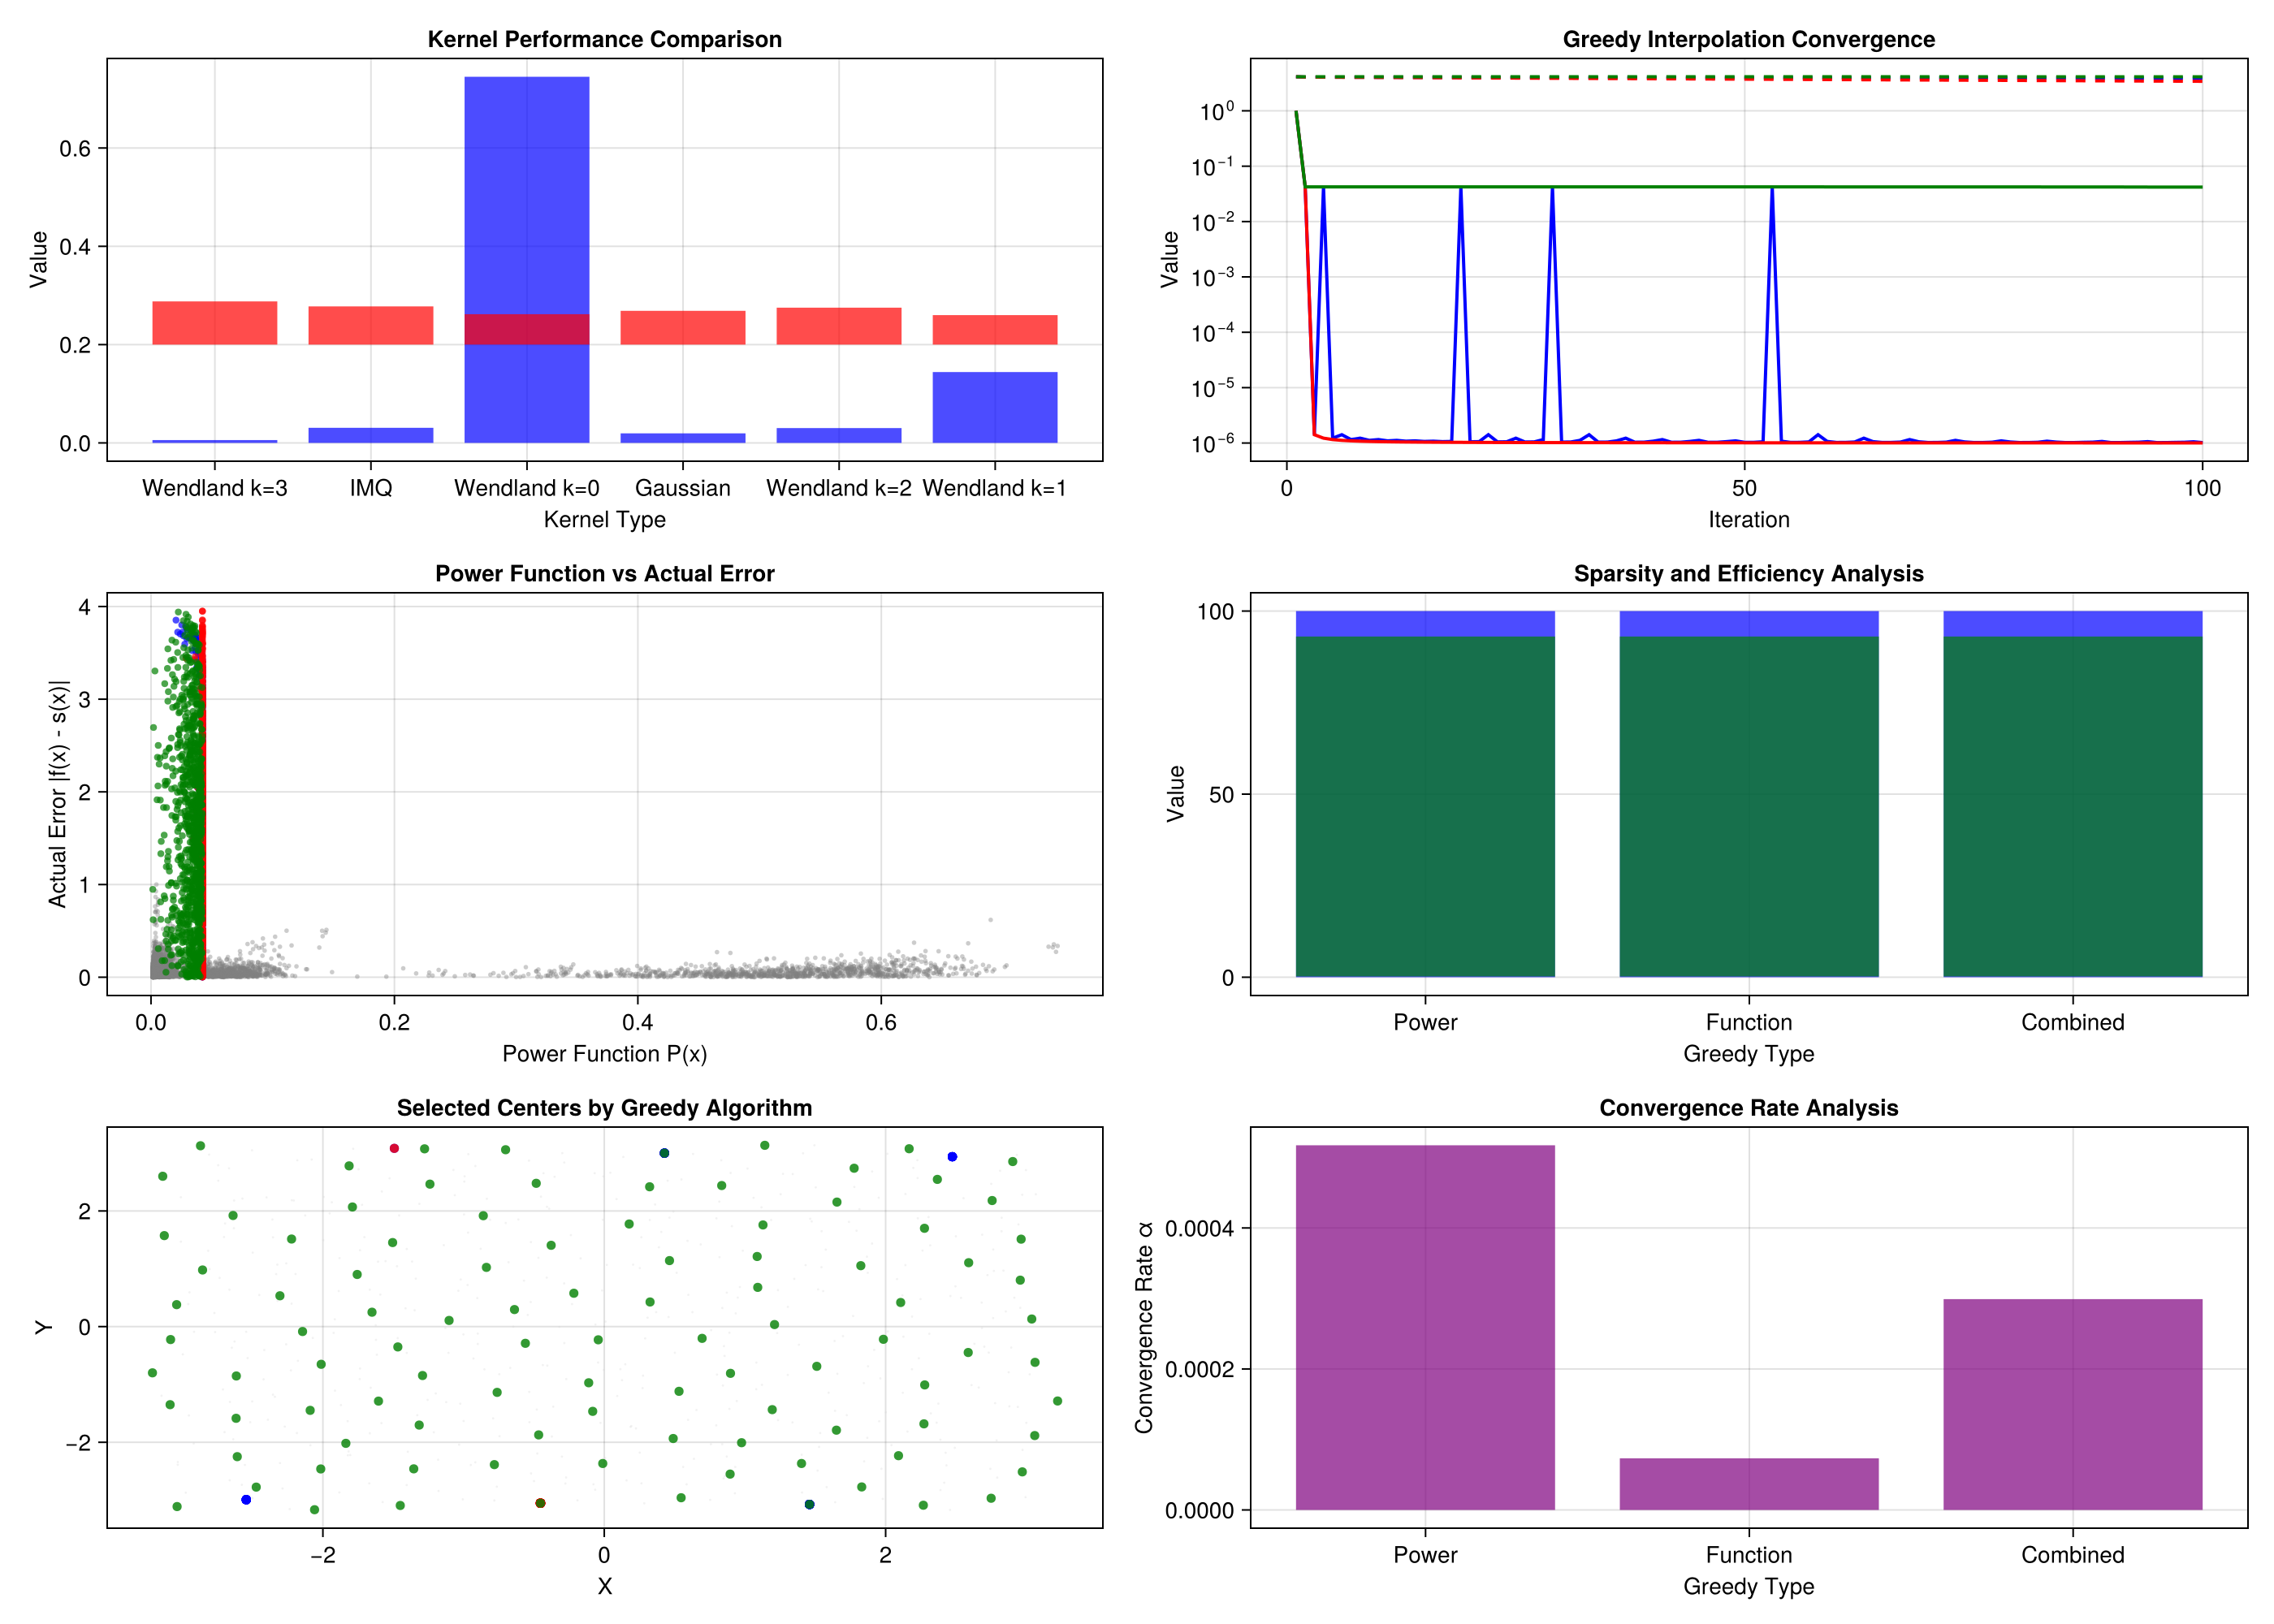 Kernel Performance Comparison
Value
0.6
0.4
0.2
0.0
Wendland k=3 IMQ Wendland k=0 Gaussian Wendland k=2 Wendland k=1
Kernel Type
Greedy Interpolation Convergence
Value
10⁰
10⁻¹
10⁻²
10⁻³
10⁻⁴
10⁻⁵
10⁻⁶
0 50 100
Iteration
Power Function vs Actual Error
Actual Error |f(x) - s(x)|
4
3
2
1
0
0.0 0.2 0.4 0.6
Power Function P(x)
Sparsity and Efficiency Analysis
Value
100
50
0
Power Function Combined
Greedy Type
Selected Centers by Greedy Algorithm
Y
2
0
−2
−2 0 2
X
Convergence Rate Analysis
Convergence Rate α
0.0004
0.0002
0.0000
Power Function Combined
Greedy Type